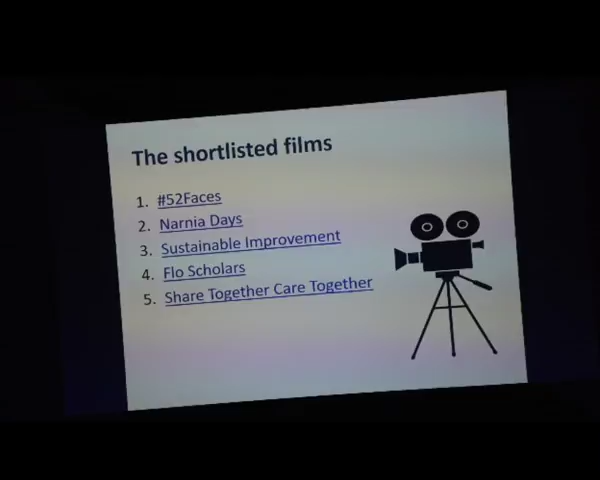 The shortlisted films
1. #52Faces
2. Narnia Days
3. Sustainable Improvement
4. Flo Scholars
5. Share Together Care Together